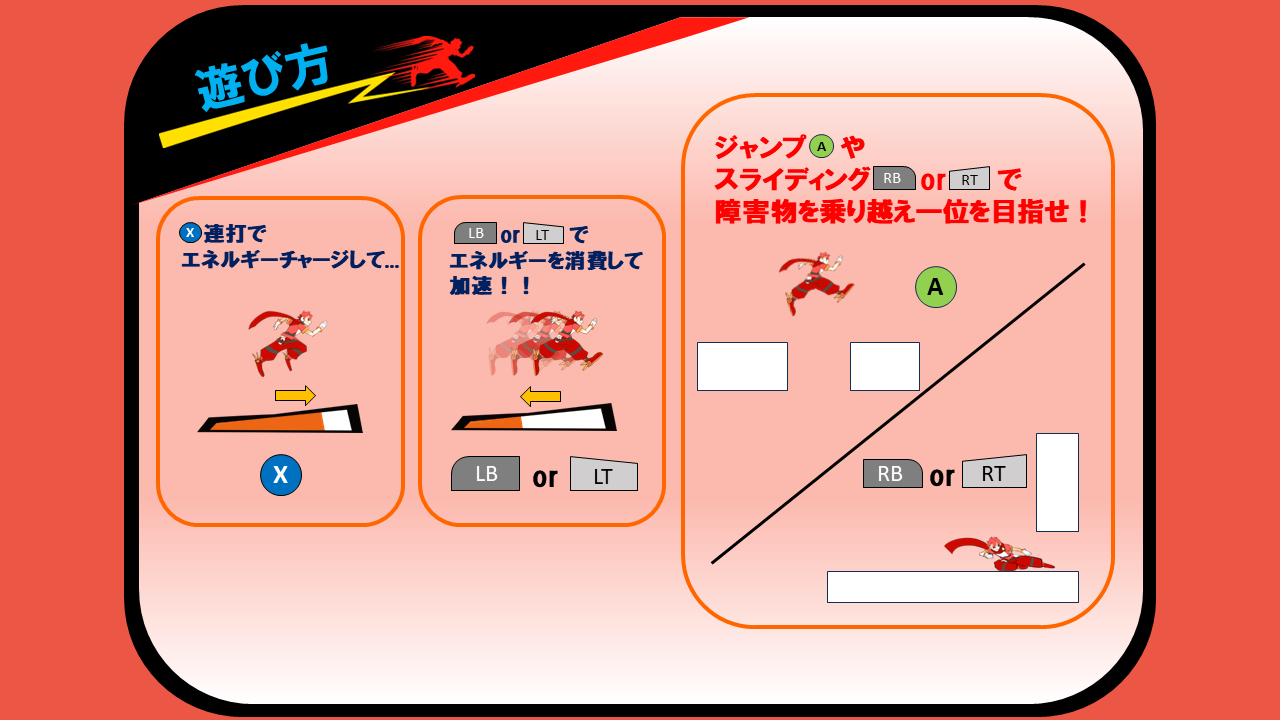 遊び方
X連打で
エネルギーチャージして...
X
LB or LT で
エネルギーを消費して
加速！！
LB or LT
ジャンプ A や
スライディング RB or RT で
障害物を乗り越え一位を目指せ！
A
RB or RT